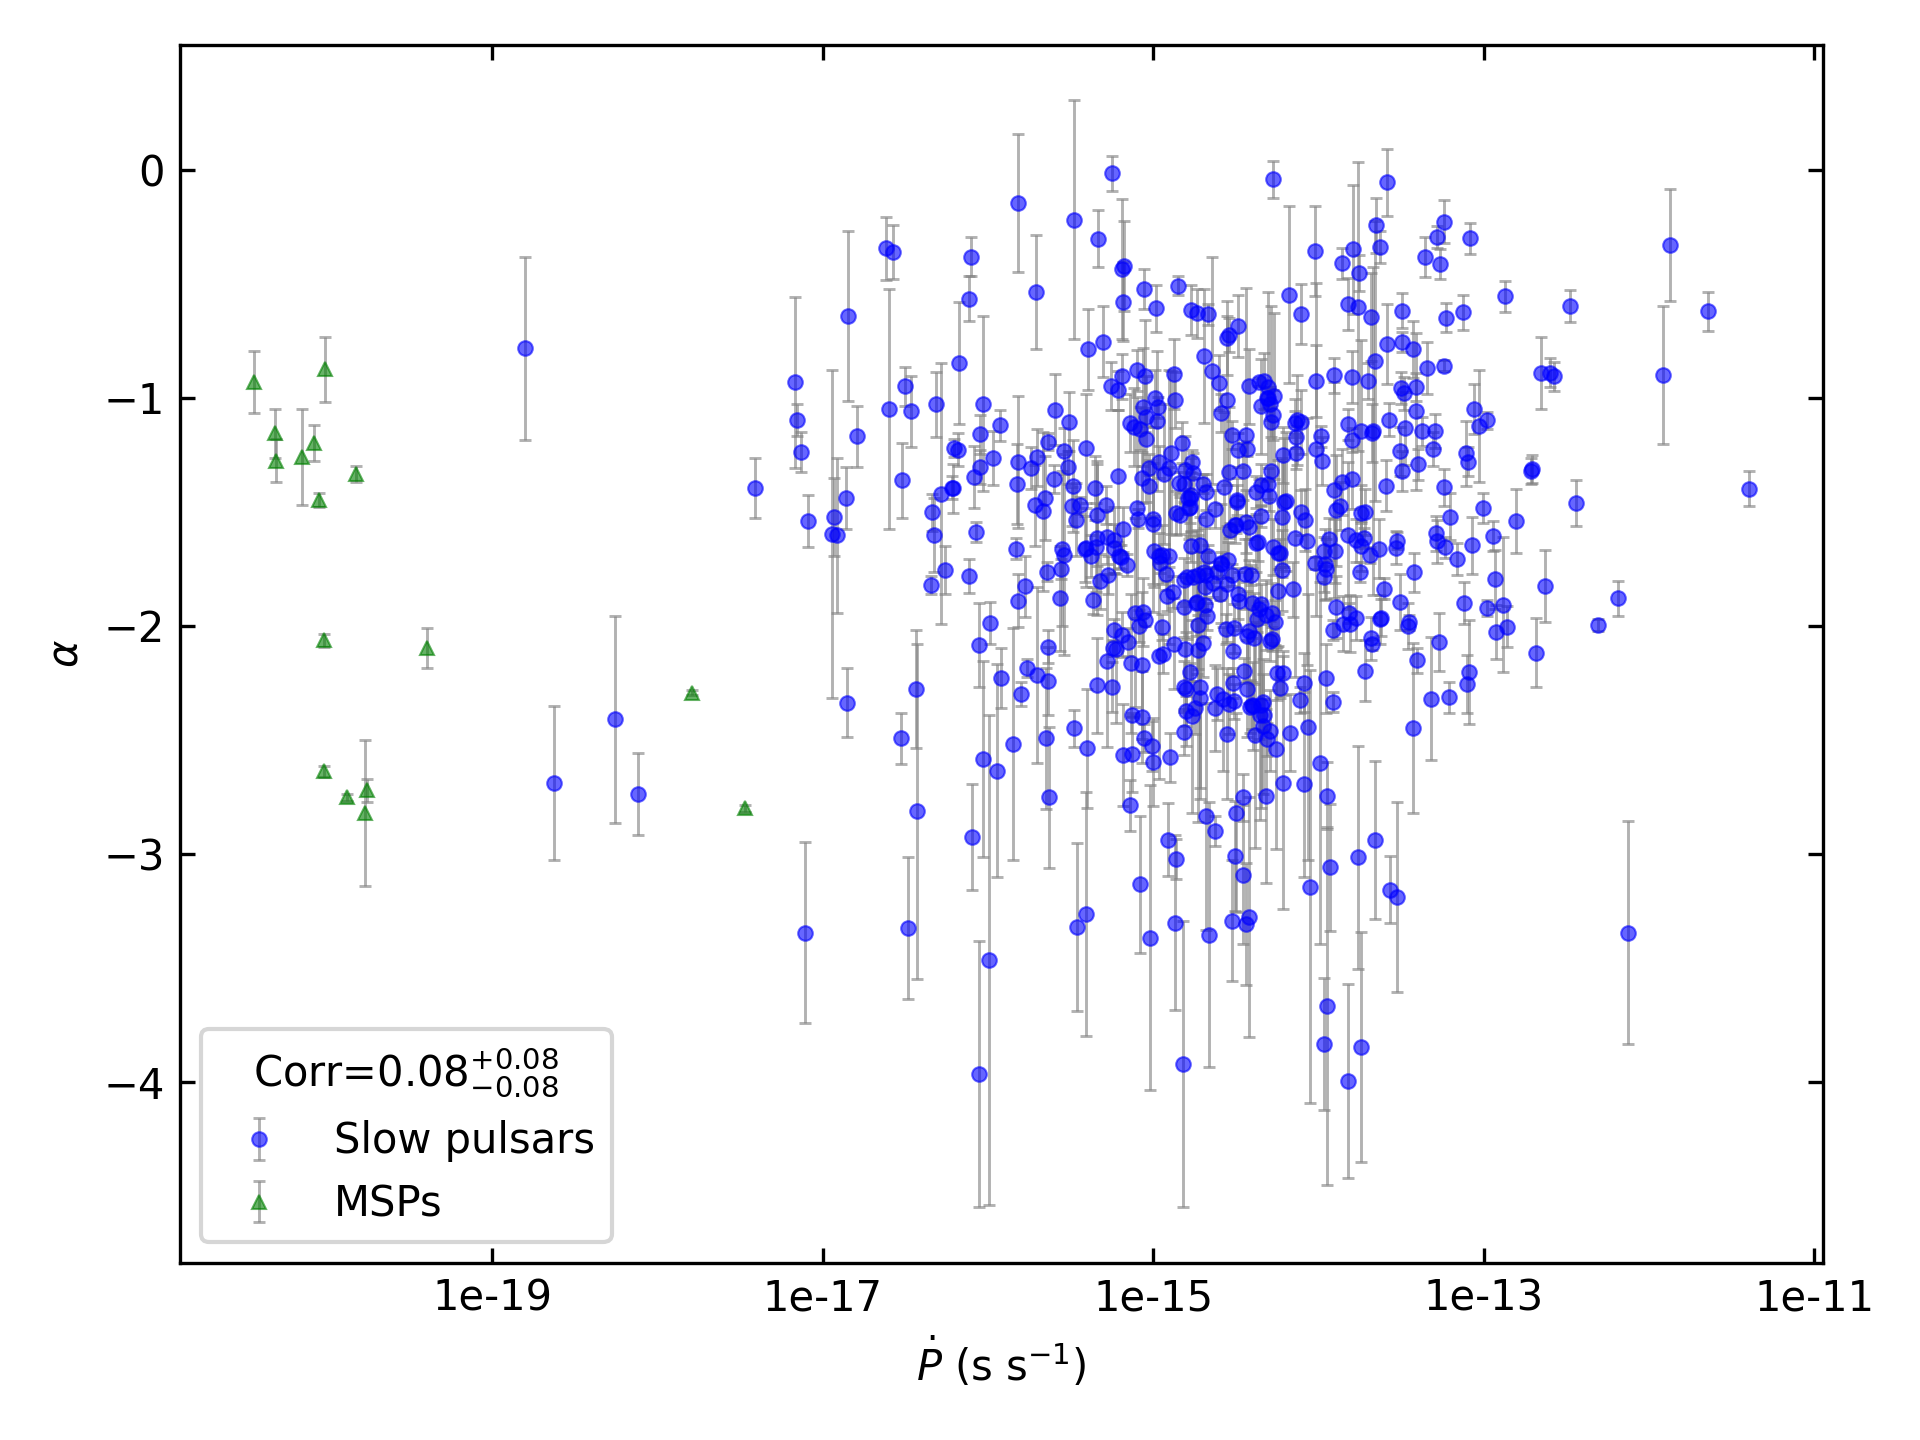 0
−1
−2
−3
−4
α
Corr=0.08+0.08 −0.08
Slow pulsars
MSPs
1e-19 1e-17 1e-15 1e-13 1e-11
Ṗ (s s−1)